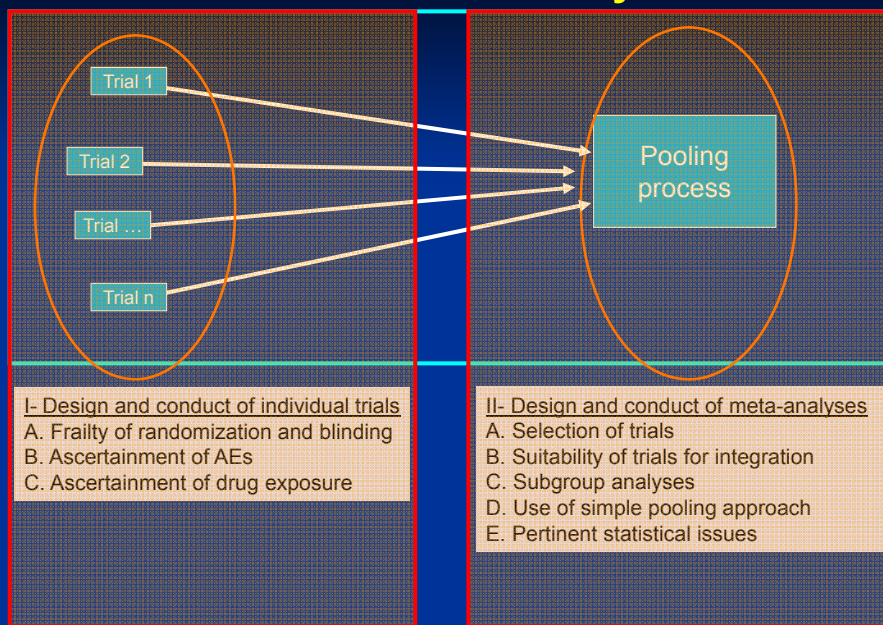 Trial 1
Trial 2
Trial …
Trial n
Pooling
process
I- Design and conduct of individual trials
A. Frailty of randomization and blinding
B. Ascertainment of AEs
C. Ascertainment of drug exposure
II- Design and conduct of meta-analyses
A. Selection of trials
B. Suitability of trials for integration
C. Subgroup analyses
D. Use of simple pooling approach
E. Pertinent statistical issues